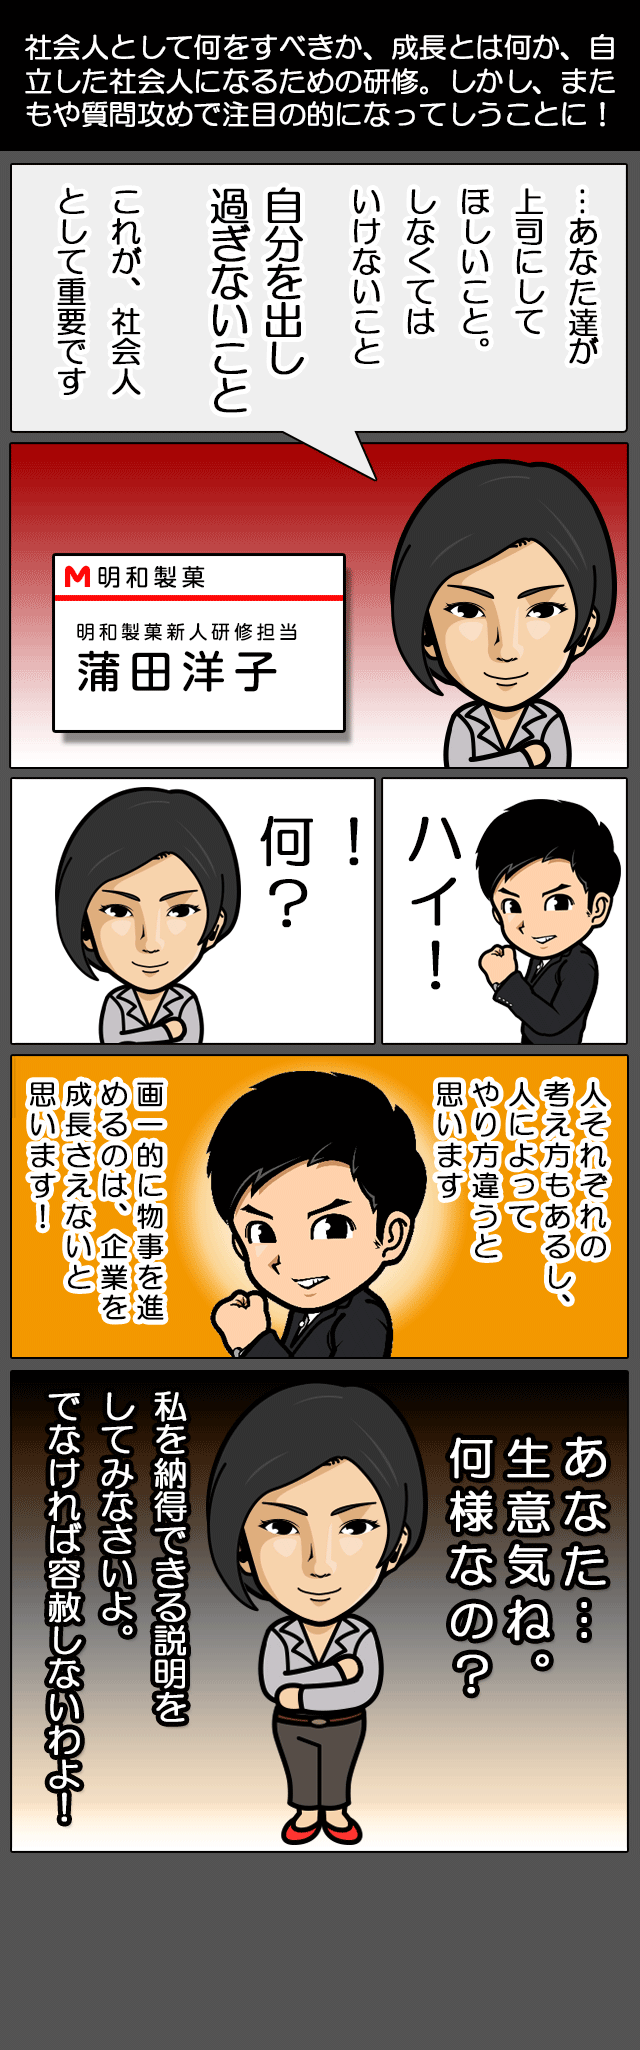 社会人として何をすべきか、成長とは何か、自
立した社会人になるための研修。しかし、また
もや質問攻めで注目の的になってしうことに！
…あなた達が
上司にして
ほしいこと。
しなくては
いけないこと
自分を出し
過ぎないこと
これが、社会人
として重要です
M 明和製菓
明和製菓新人研修担当
蒲田洋子
ハイ！
！
何？
人それぞれの
考え方もあるし、
人によって
やり方違うと
思います
画一的に物事を進
めるのは、企業を
成長さえないと
思います！
あなた…
生意気ね。
何様なの？
私を納得できる説明を
してみなさいよ。
でなければ容赦しないわよ！